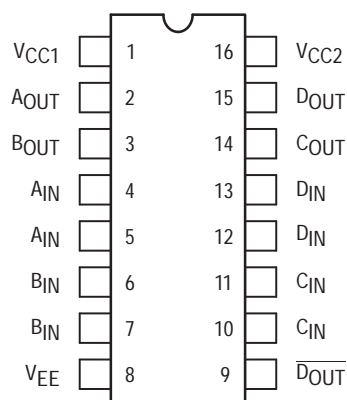 VCC1 1 16 VCC2
AOUT 2 15 DOUT
BOUT 3 14 COUT
AIN 4 13 DIN
AIN 5 12 DIN
BIN 6 11 CIN
BIN 7 10 CIN
VEE 8 9 D̅O̅U̅T̅